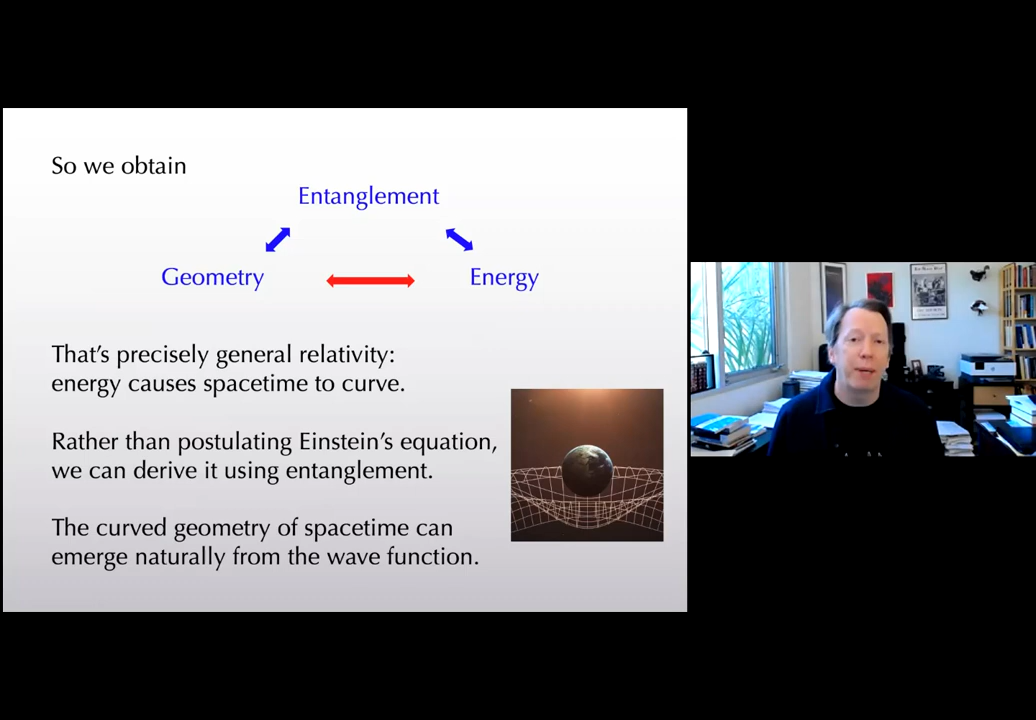 So we obtain
Entanglement
Geometry
Energy
That's precisely general relativity:
energy causes spacetime to curve.
Rather than postulating Einstein's equation,
we can derive it using entanglement.
The curved geometry of spacetime can
emerge naturally from the wave function.